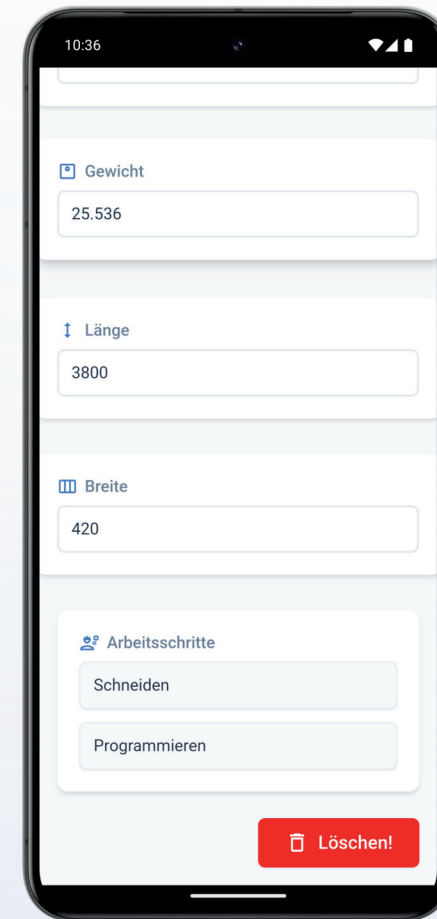 10:36
Gewicht
25.536
Länge
3800
Breite
420
Arbeitsschritte
Schneiden
Programmieren
Löschen!